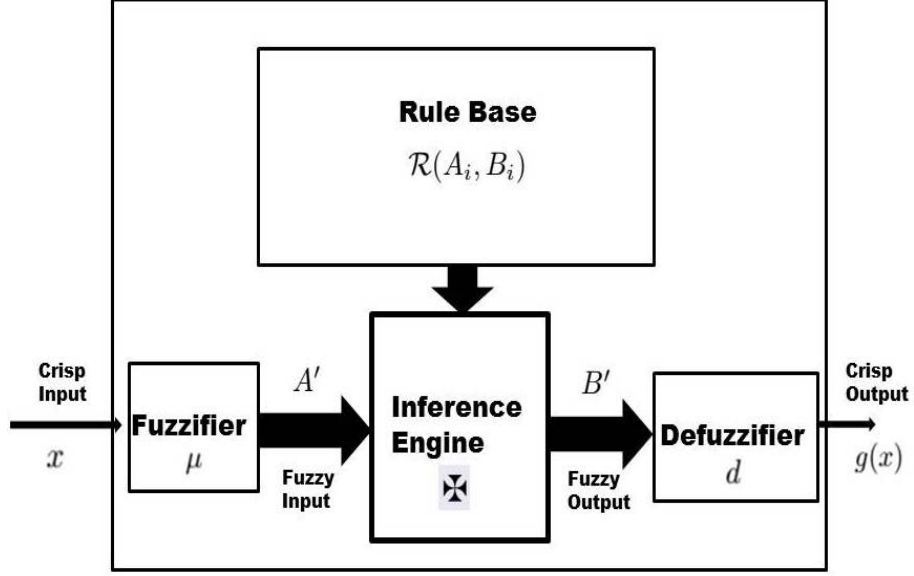 Rule Base
ℛ(Aᵢ, Bᵢ)
Crisp
Input
x
Fuzzifier
μ
A′
Fuzzy
Input
Inference
Engine
✠
B′
Fuzzy
Output
Defuzzifier
d
Crisp
Output
g(x)